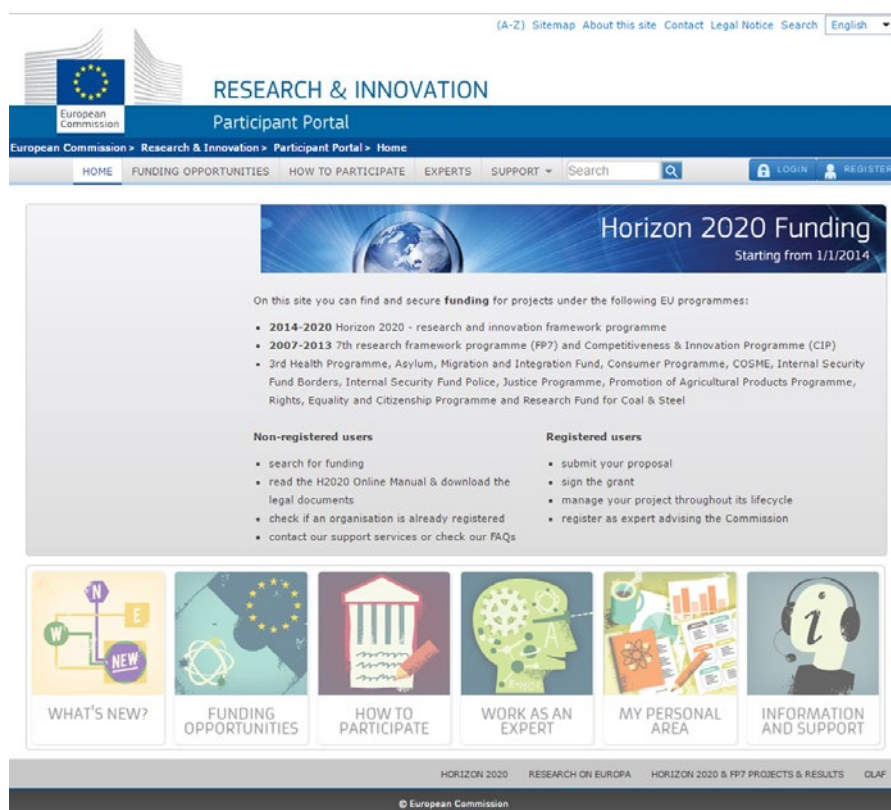 (A-Z) Sitemap About this site Contact Legal Notice Search English
European
Commission
RESEARCH & INNOVATION
Participant Portal
European Commission > Research & Innovation > Participant Portal > Home
HOME FUNDING OPPORTUNITIES HOW TO PARTICIPATE EXPERTS SUPPORT Search LOGIN REGISTER
Horizon 2020 Funding
Starting from 1/1/2014
On this site you can find and secure funding for projects under the following EU programmes:
▪ 2014-2020 Horizon 2020 - research and innovation framework programme
▪ 2007-2013 7th research framework programme (FP7) and Competitiveness & Innovation Programme (CIP)
▪ 3rd Health Programme, Asylum, Migration and Integration Fund, Consumer Programme, COSME, Internal Security
Fund Borders, Internal Security Fund Police, Justice Programme, Promotion of Agricultural Products Programme,
Rights, Equality and Citizenship Programme and Research Fund for Coal & Steel
Non-registered users
▪ search for funding
▪ read the H2020 Online Manual & download the
legal documents
▪ check if an organisation is already registered
▪ contact our support services or check our FAQs
Registered users
▪ submit your proposal
▪ sign the grant
▪ manage your project throughout its lifecycle
▪ register as expert advising the Commission
N
E
W
NEW
A
i
WHAT'S NEW?
FUNDING
OPPORTUNITIES
HOW TO
PARTICIPATE
WORK AS AN
EXPERT
MY PERSONAL
AREA
INFORMATION
AND SUPPORT
HORIZON 2020 RESEARCH ON EUROPA HORIZON 2020 & FP7 PROJECTS & RESULTS OLAF
© European Commission